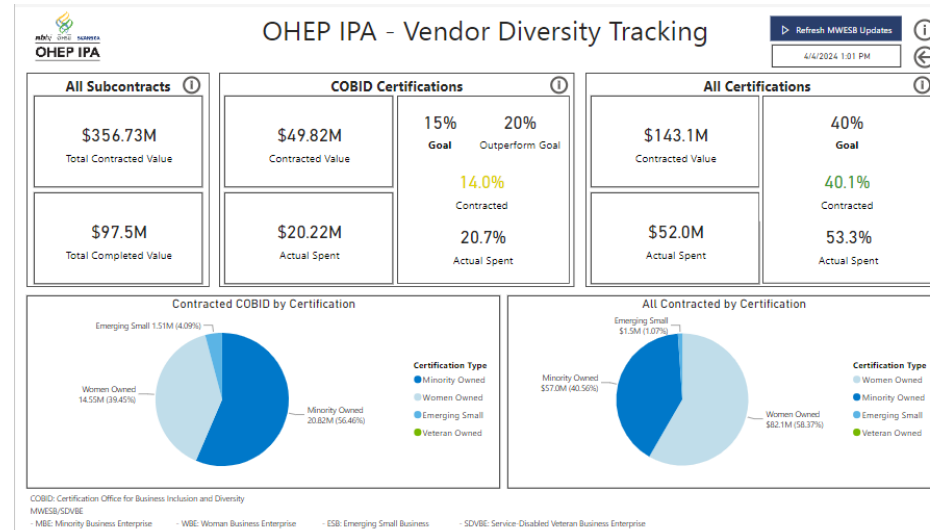 OHEP IPA
OHEP IPA - Vendor Diversity Tracking
Refresh MWESB Updates
4/4/2024 1:01 PM
All Subcontracts
$356.73M
Total Contracted Value
$97.5M
Total Completed Value
COBID Certifications
$49.82M
Contracted Value
$20.22M
Actual Spent
15%
Goal
20%
Outperform Goal
14.0%
Contracted
20.7%
Actual Spent
All Certifications
$143.1M
Contracted Value
$52.0M
Actual Spent
40%
Goal
40.1%
Contracted
53.3%
Actual Spent
Contracted COBID by Certification
Emerging Small 1.51M (4.09%)
Women Owned
14.55M (39.45%)
Minority Owned
20.82M (56.46%)
Certification Type
Minority Owned
Women Owned
Emerging Small
Veteran Owned
All Contracted by Certification
Emerging Small
$1.5M (1.07%)
Minority Owned
$57.0M (40.56%)
Women Owned
$82.1M (58.37%)
Certification Type
Women Owned
Minority Owned
Emerging Small
Veteran Owned
COBID: Certification Office for Business Inclusion and Diversity
MWESB/SDVBE
- MBE: Minority Business Enterprise - WBE: Woman Business Enterprise - ESB: Emerging Small Business - SDVBE: Service-Disabled Veteran Business Enterprise